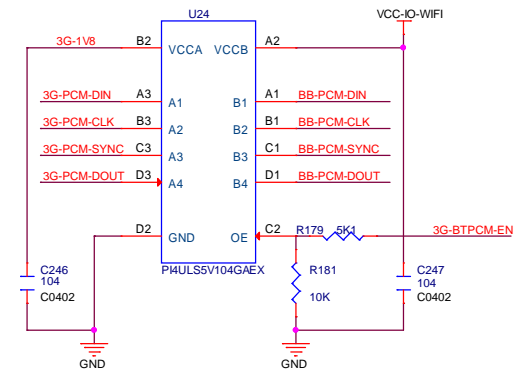 U24
VCC-IO-WIFI
3G-1V8 B2 VCCA VCCB A2
3G-PCM-DIN A3 A1 B1 A1 BB-PCM-DIN
3G-PCM-CLK B3 A2 B2 B1 BB-PCM-CLK
3G-PCM-SYNC C3 A3 B3 C1 BB-PCM-SYNC
3G-PCM-DOUT D3 A4 B4 D1 BB-PCM-DOUT
D2 GND OE C2 R179 5K1 3G-BTPCM-EN
PI4ULS5V104GAEX
C246
104
C0402
R181
10K
C247
104
C0402
GND
GND